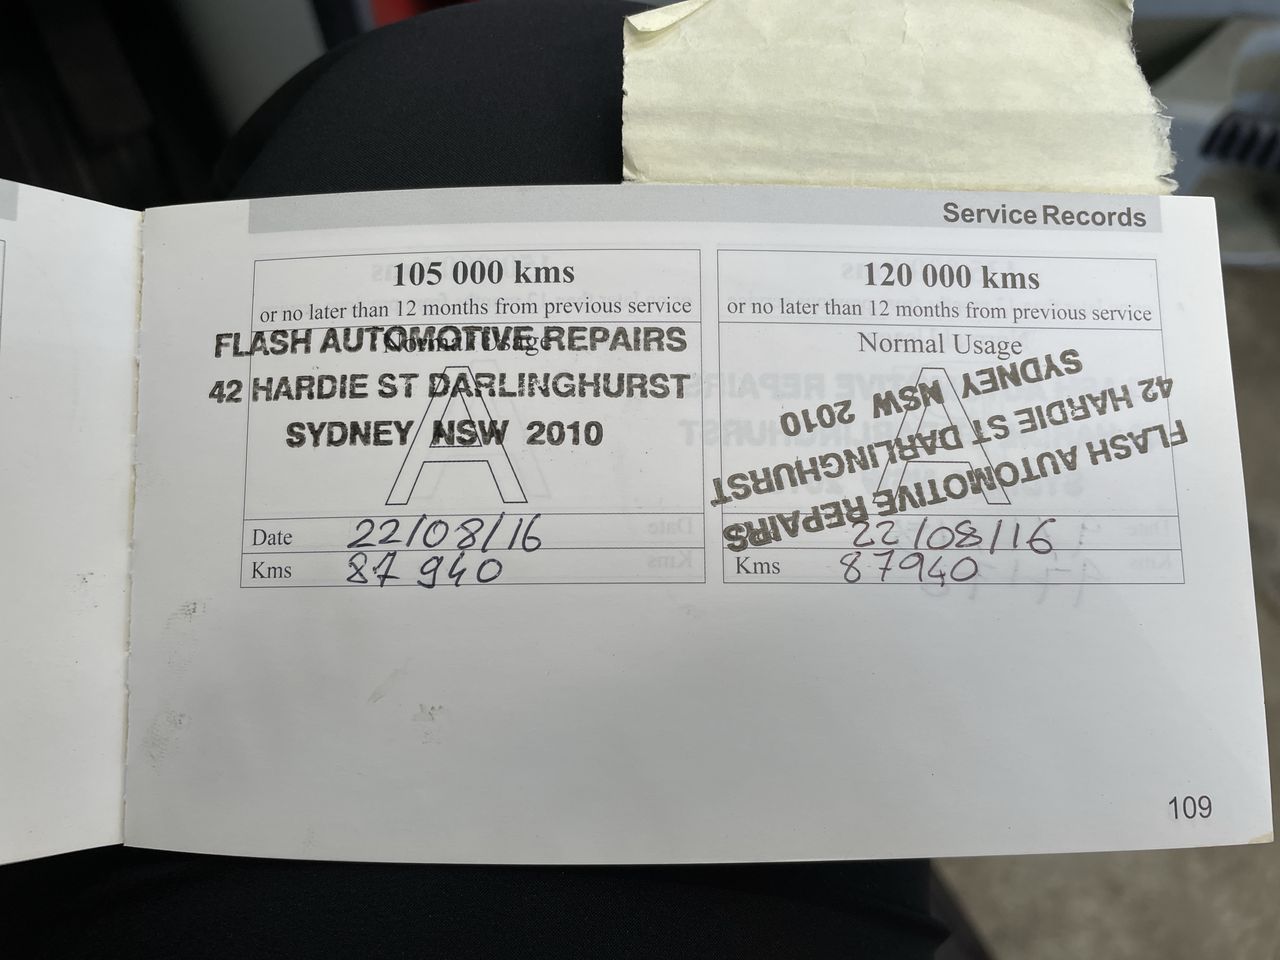 Service Records
105 000 kms
or no later than 12 months from previous service
Normal Usage
FLASH AUTOMOTIVE REPAIRS
42 HARDIE ST DARLINGHURST
SYDNEY NSW 2010
A
Date 22/08/16
Kms 87 940
120 000 kms
or no later than 12 months from previous service
Normal Usage
FLASH AUTOMOTIVE REPAIRS
42 HARDIE ST DARLINGHURST
SYDNEY NSW 2010
A
22/08/16
Kms 87940
109